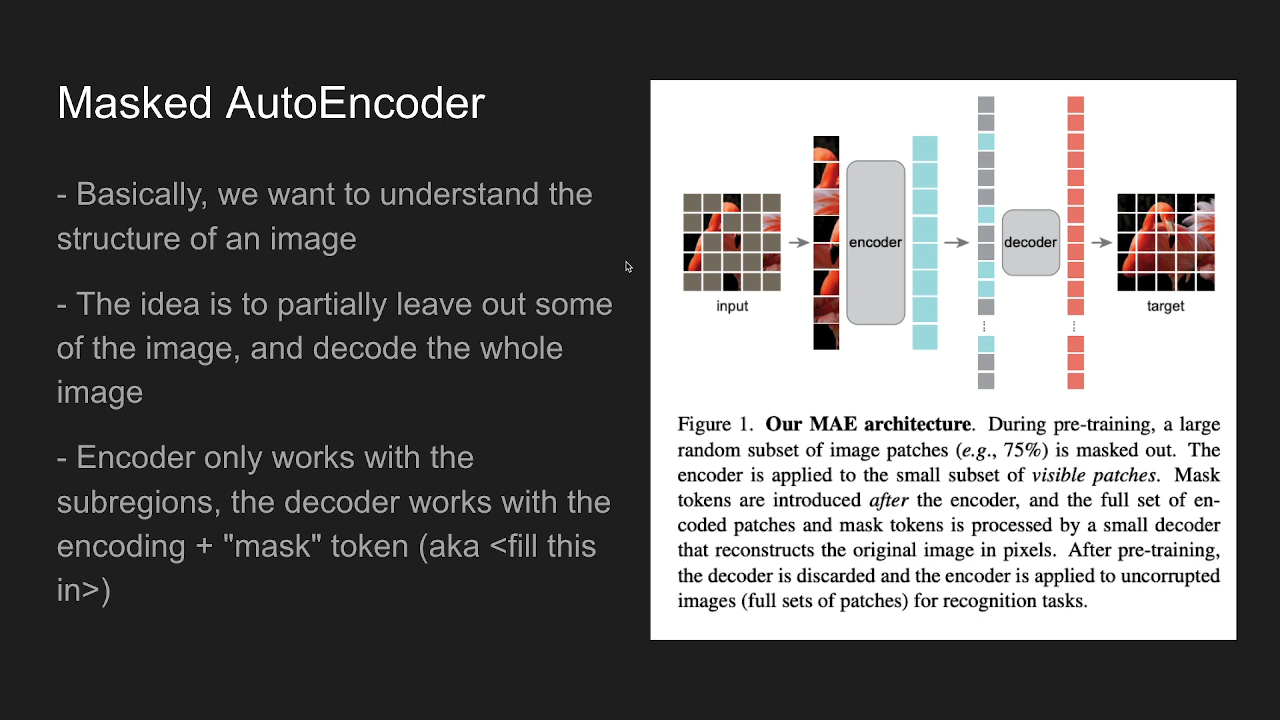 Masked AutoEncoder
- Basically, we want to understand the
structure of an image
- The idea is to partially leave out some
of the image, and decode the whole
image
- Encoder only works with the
subregions, the decoder works with the
encoding + "mask" token (aka <fill this
in>)
input
encoder
decoder
target
Figure 1. Our MAE architecture. During pre-training, a large
random subset of image patches (e.g., 75%) is masked out. The
encoder is applied to the small subset of visible patches. Mask
tokens are introduced after the encoder, and the full set of en-
coded patches and mask tokens is processed by a small decoder
that reconstructs the original image in pixels. After pre-training,
the decoder is discarded and the encoder is applied to uncorrupted
images (full sets of patches) for recognition tasks.